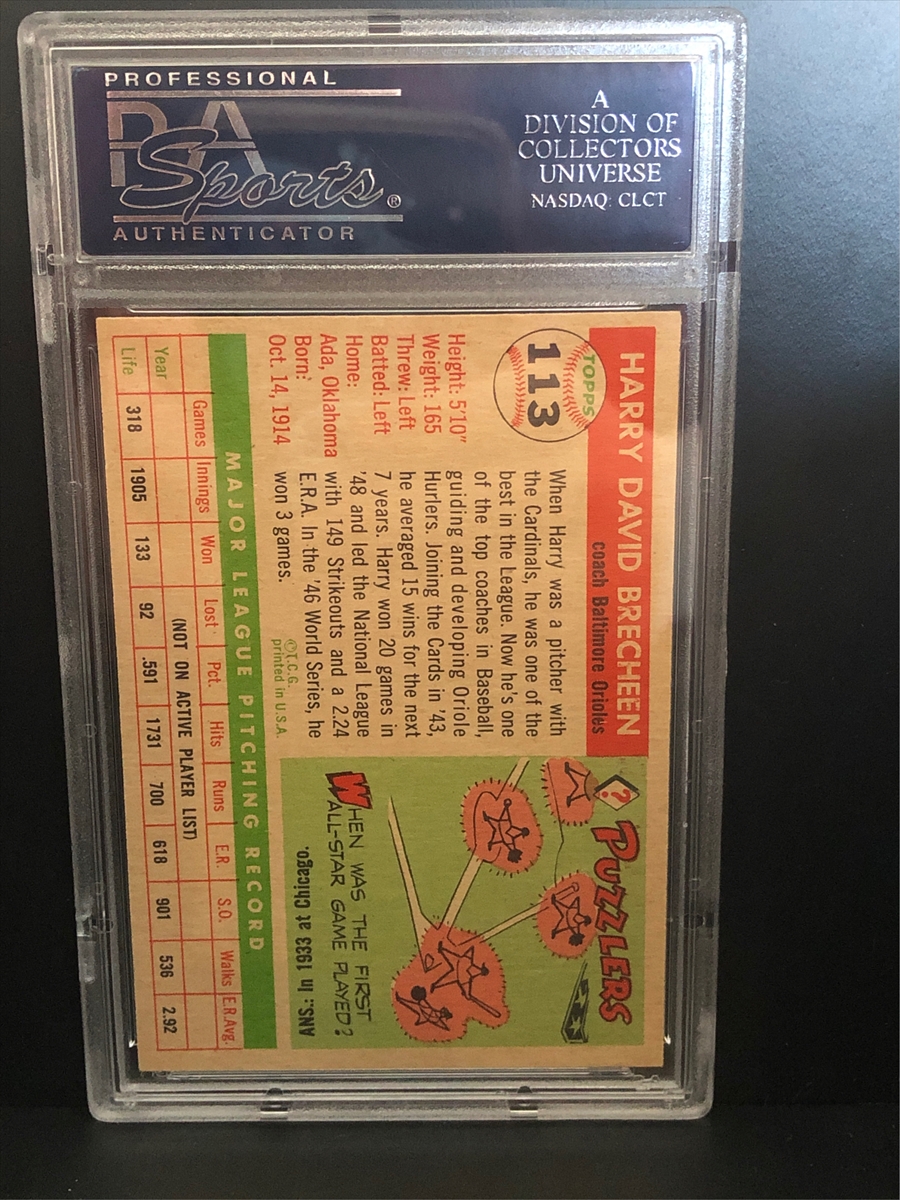 PROFESSIONAL
PSA
Sports®
AUTHENTICATOR
A
DIVISION OF
COLLECTORS
UNIVERSE
NASDAQ: CLCT
HARRY DAVID BRECHEEN
coach Baltimore Orioles
TOPPS
113
Height: 5'10"
Weight: 165
Threw: Left
Batted: Left
Home:
Ada, Oklahoma
Born:
Oct. 14, 1914
When Harry was a pitcher with
the Cardinals, he was one of the
best in the League. Now he's one
of the top coaches in Baseball,
guiding and developing Oriole
Hurlers. Joining the Cards in '43,
he averaged 15 wins for the next
7 years. Harry won 20 games in
'48 and led the National League
with 149 Strikeouts and a 2.24
E.R.A. In the '46 World Series, he
won 3 games.
©T.C.G.
printed in U.S.A.
?
PUZZLERS
WHEN WAS THE FIRST
ALL-STAR GAME PLAYED?
ANS: In 1933 at Chicago.
MAJOR LEAGUE PITCHING RECORD
Games Innings Won Lost Pct. Hits Runs E.R. S.O. Walks E.R.Avg.
Year (NOT ON ACTIVE PLAYER LIST)
Life 318 1905 133 92 .591 1731 700 618 901 536 2.92